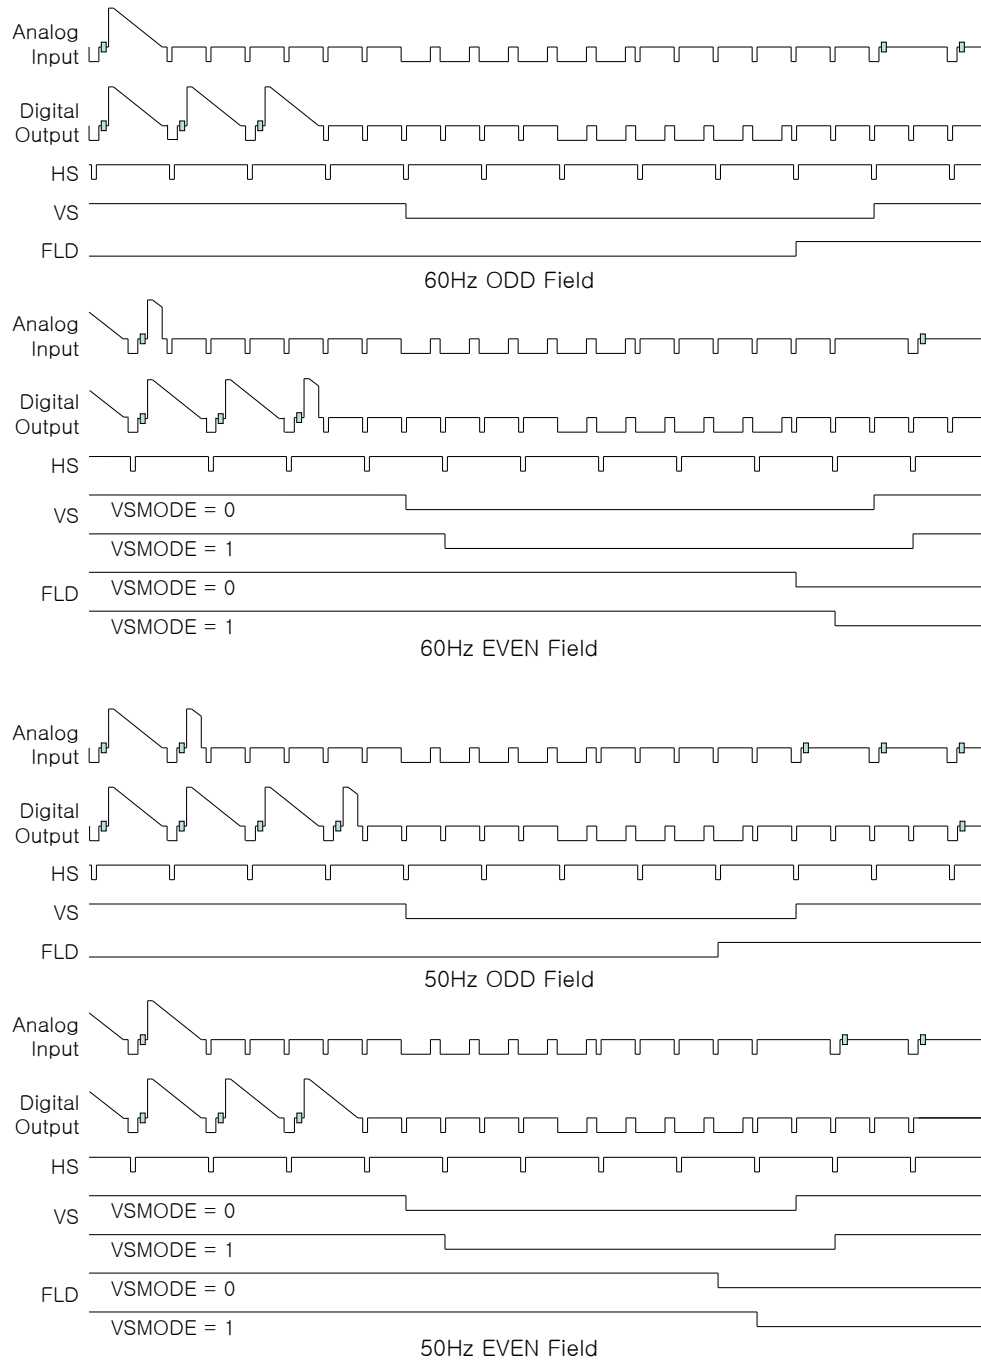 Analog
Input
Digital
Output
HS
VS
FLD
60Hz ODD Field
Analog
Input
Digital
Output
HS
VS
VSMODE = 0
VSMODE = 1
FLD
VSMODE = 0
VSMODE = 1
60Hz EVEN Field
Analog
Input
Digital
Output
HS
VS
FLD
50Hz ODD Field
Analog
Input
Digital
Output
HS
VS
VSMODE = 0
VSMODE = 1
FLD
VSMODE = 0
VSMODE = 1
50Hz EVEN Field